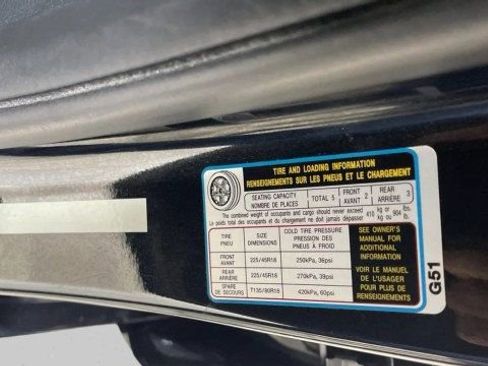 TIRE AND LOADING INFORMATION
RENSEIGNEMENTS SUR LES PNEUS ET LE CHARGEMENT
SEATING CAPACITY
NOMBRE DE PLACES
TOTAL 5
FRONT
AVANT 2
REAR
ARRIÈRE 3
The combined weight of occupants and cargo should never exceed
Le poids total des occupants et du chargement ne doit jamais dépasser
410 kg or
kg ou 904 lbs.
lb.
TIRE
PNEU
SIZE
DIMENSIONS
COLD TIRE PRESSURE
PRESSION DES
PNEUS À FROID
FRONT
AVANT
225/45R18
250kPa, 36psi
REAR
ARRIÈRE
225/45R18
270kPa, 39psi
SPARE
DE SECOURS
T135/80R18
420kPa, 60psi
SEE OWNER'S
MANUAL FOR
ADDITIONAL
INFORMATION
VOIR LE MANUEL
DE L'USAGER
POUR PLUS DE
RENSEIGNEMENTS
G51